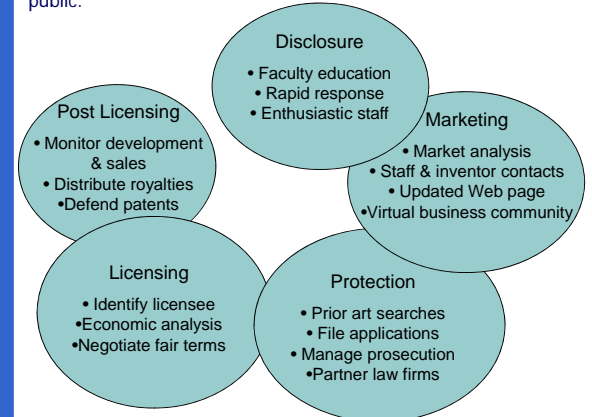 public.
Disclosure
• Faculty education
• Rapid response
• Enthusiastic staff
Marketing
• Market analysis
• Staff & inventor contacts
• Updated Web page
•Virtual business community
Protection
• Prior art searches
• File applications
• Manage prosecution
•Partner law firms
Licensing
• Identify licensee
•Economic analysis
•Negotiate fair terms
Post Licensing
• Monitor development
& sales
• Distribute royalties
•Defend patents